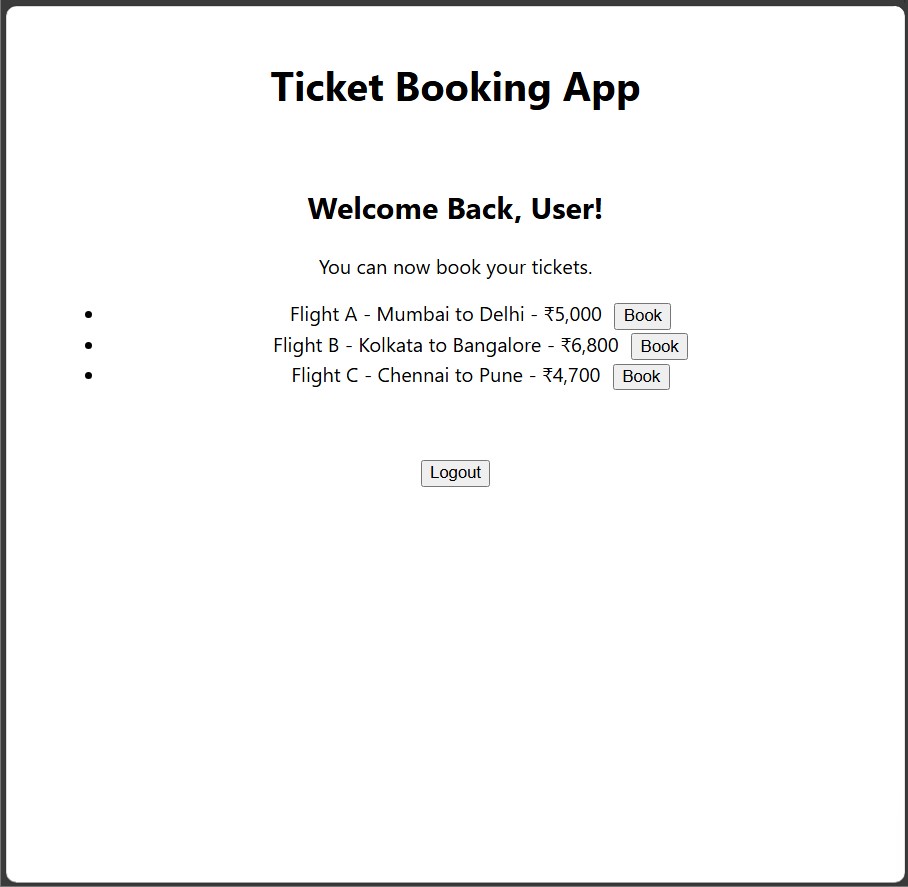 Ticket Booking App
Welcome Back, User!
You can now book your tickets.
Flight A - Mumbai to Delhi - ₹5,000 Book
Flight B - Kolkata to Bangalore - ₹6,800 Book
Flight C - Chennai to Pune - ₹4,700 Book
Logout